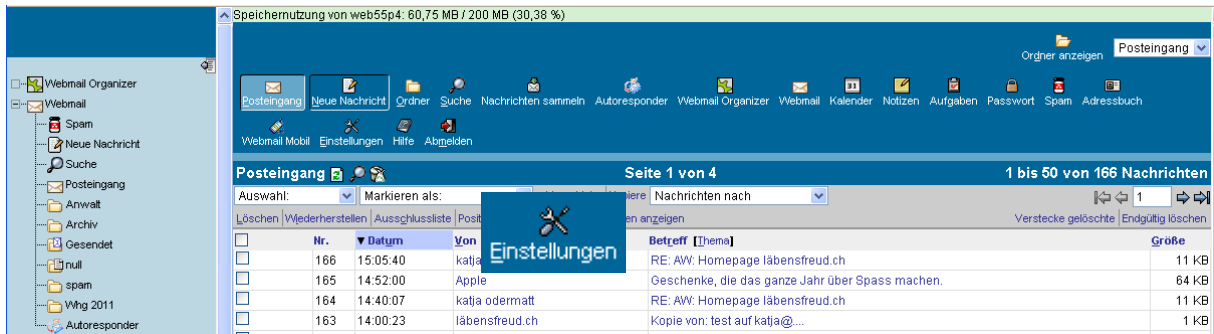 Speichernutzung von web55p4: 60,75 MB / 200 MB (30,38 %)
Ordner anzeigen
Posteingang
Webmail Organizer
Webmail
Spam
Neue Nachricht
Suche
Posteingang
Anwalt
Archiv
Gesendet
null
spam
Whg 2011
Autoresponder
Posteingang Neue Nachricht Ordner Suche Nachrichten sammeln Autoresponder Webmail Organizer Webmail Kalender Notizen Aufgaben Passwort Spam Adressbuch
Webmail Mobil Einstellungen Hilfe Abmelden
Posteingang Seite 1 von 4 1 bis 50 von 166 Nachrichten
Auswahl: Markieren als: Nachrichten nach 1
Löschen | Wiederherstellen | Ausschlussliste anzeigen Verstecke gelöschte | Endgültig löschen
Einstellungen
Nr. Datum Von Betreff [Thema] Größe
166 15:05:40 katja RE: AW: Homepage läbensfreud.ch 11 KB
165 14:52:00 Apple Geschenke, die das ganze Jahr über Spass machen. 64 KB
164 14:40:07 katja odermatt RE: AW: Homepage läbensfreud.ch 11 KB
163 14:00:23 läbensfreud.ch Kopie von: test auf katja@.... 1 KB